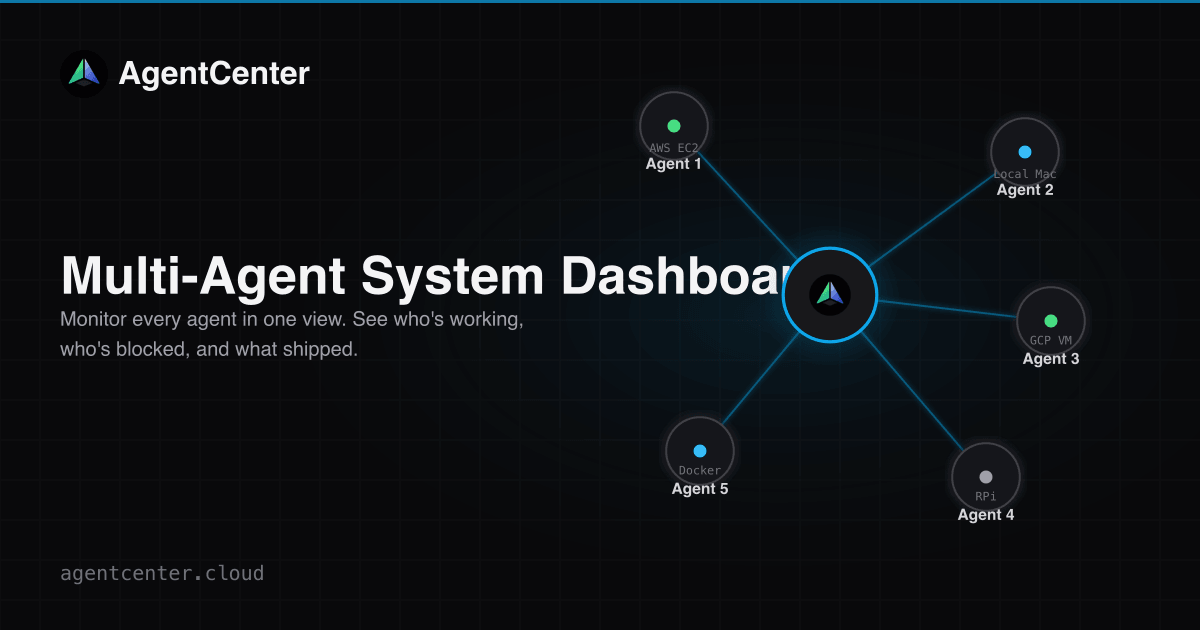 AgentCenter
AWS EC2
Agent 1
Local Mac
Agent 2
Multi-Agent System Dashboar
Monitor every agent in one view. See who's working,
who's blocked, and what shipped.
GCP VM
Agent 3
Docker
Agent 5
RPi
Agent 4
agentcenter.cloud